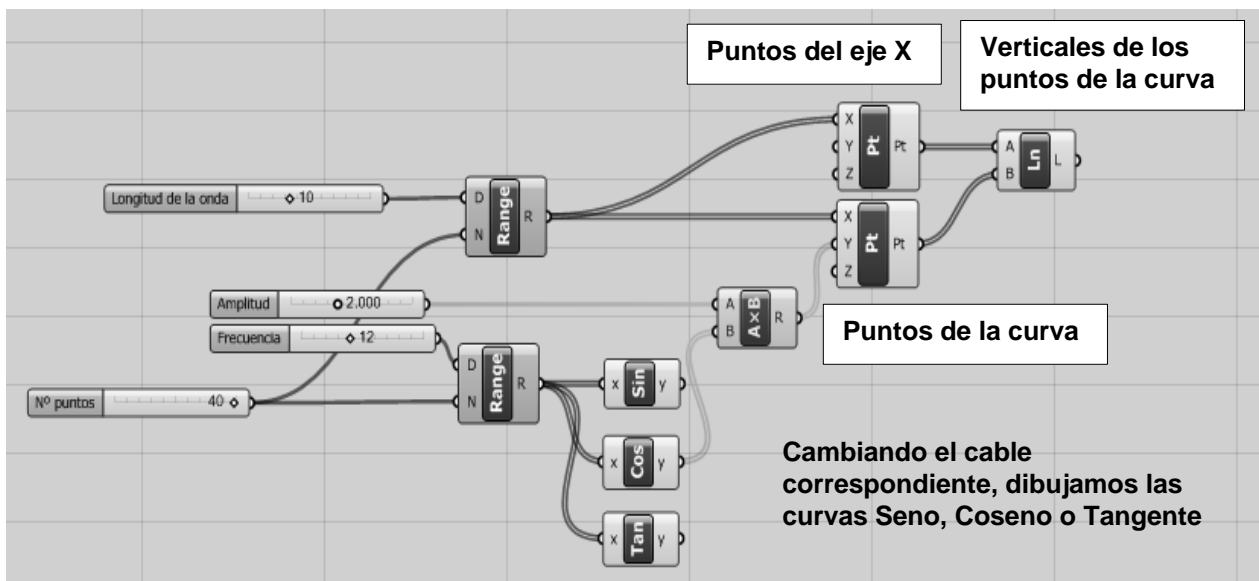 Puntos del eje X
Verticales de los
puntos de la curva
X
Y
Z
Pt
Pt
A
B
Ln
L
Longitud de la onda
10
D
N
Range
R
X
Y
Z
Pt
Pt
Amplitud
2.000
A
B
A×B
R
Puntos de la curva
Frecuencia
12
D
N
Range
R
Nº puntos
40
x
Sin
y
x
Cos
y
x
Tan
y
Cambiando el cable
correspondiente, dibujamos las
curvas Seno, Coseno o Tangente